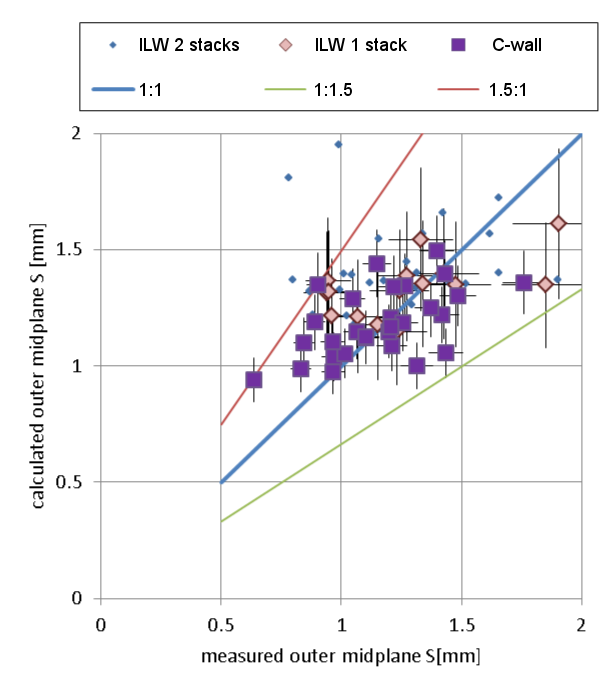 ILW 2 stacks ILW 1 stack C-wall
1:1 1:1.5 1.5:1
2
1.5
1
0.5
0
calculated outer midplane S [mm]
0 0.5 1 1.5 2
measured outer midplane S[mm]